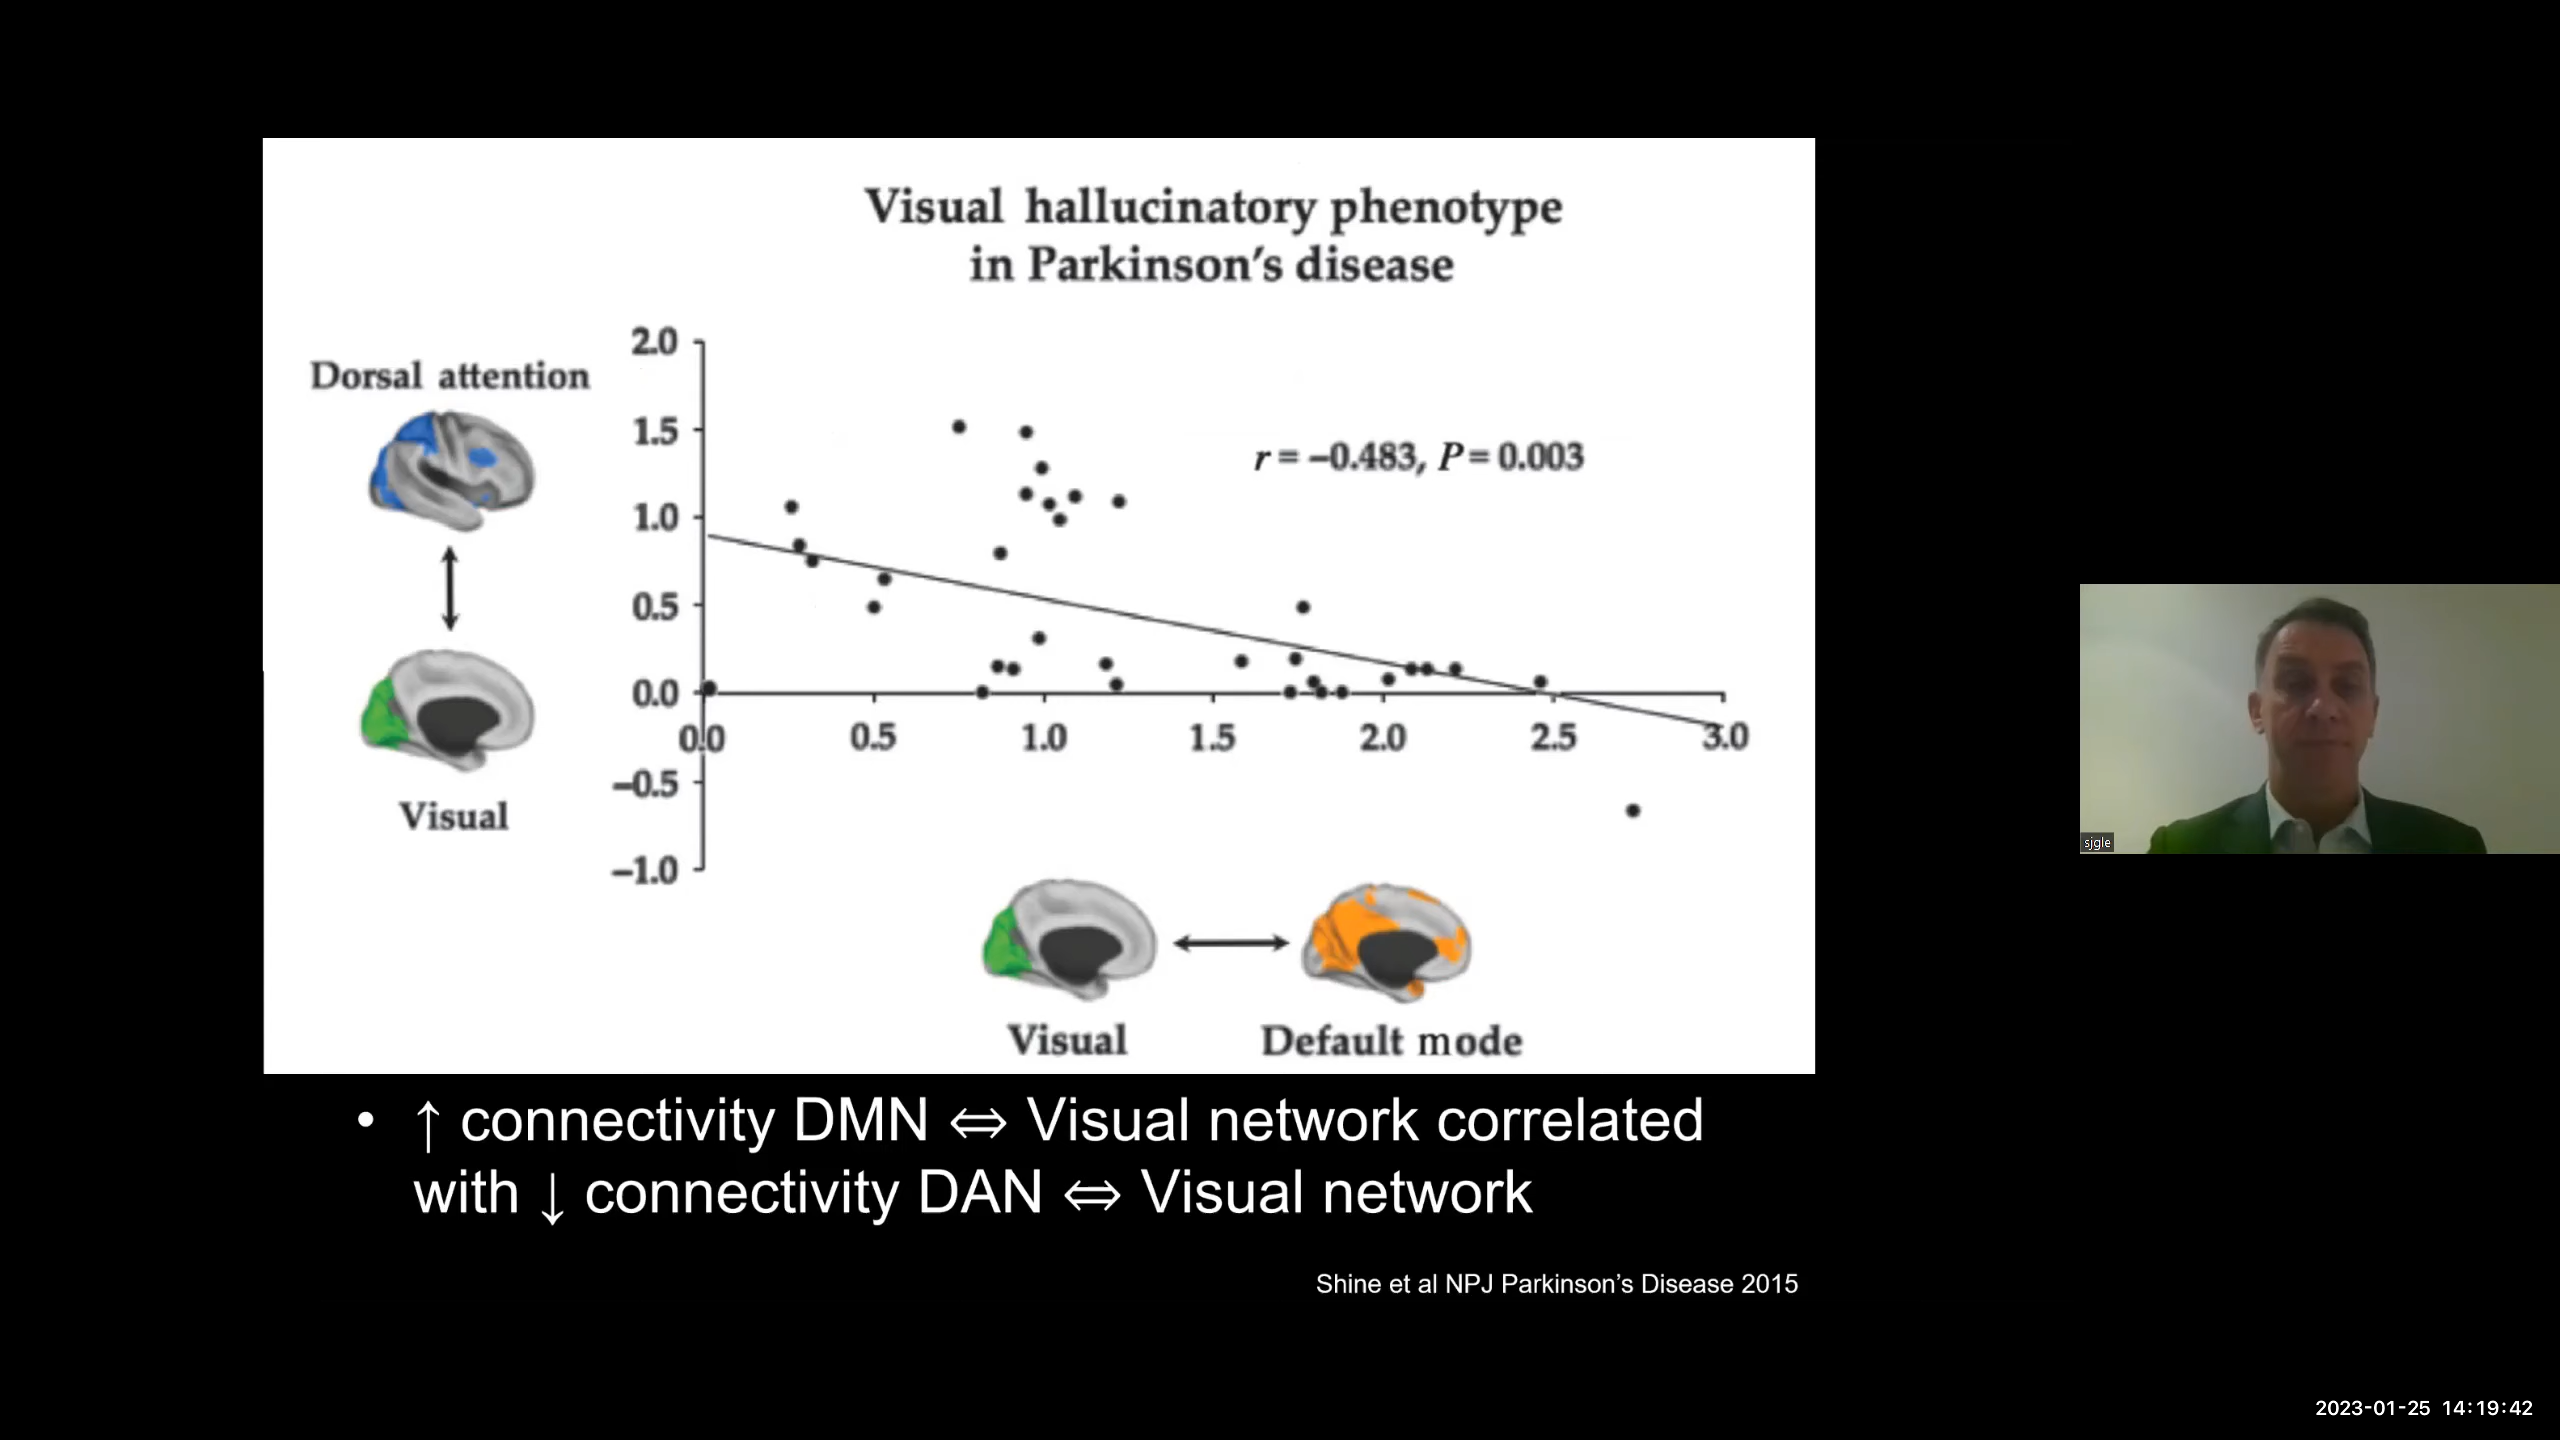 Visual hallucinatory phenotype
in Parkinson's disease
Dorsal attention
Visual
2.0
1.5
1.0
0.5
0.0
–0.5
–1.0
r = –0.483, P = 0.003
0.0
0.5
1.0
1.5
2.0
2.5
3.0
Visual
Default mode
• ↑ connectivity DMN ⇔ Visual network correlated
with ↓ connectivity DAN ⇔ Visual network
Shine et al NPJ Parkinson’s Disease 2015
sjgle
2023-01-25 14:19:42